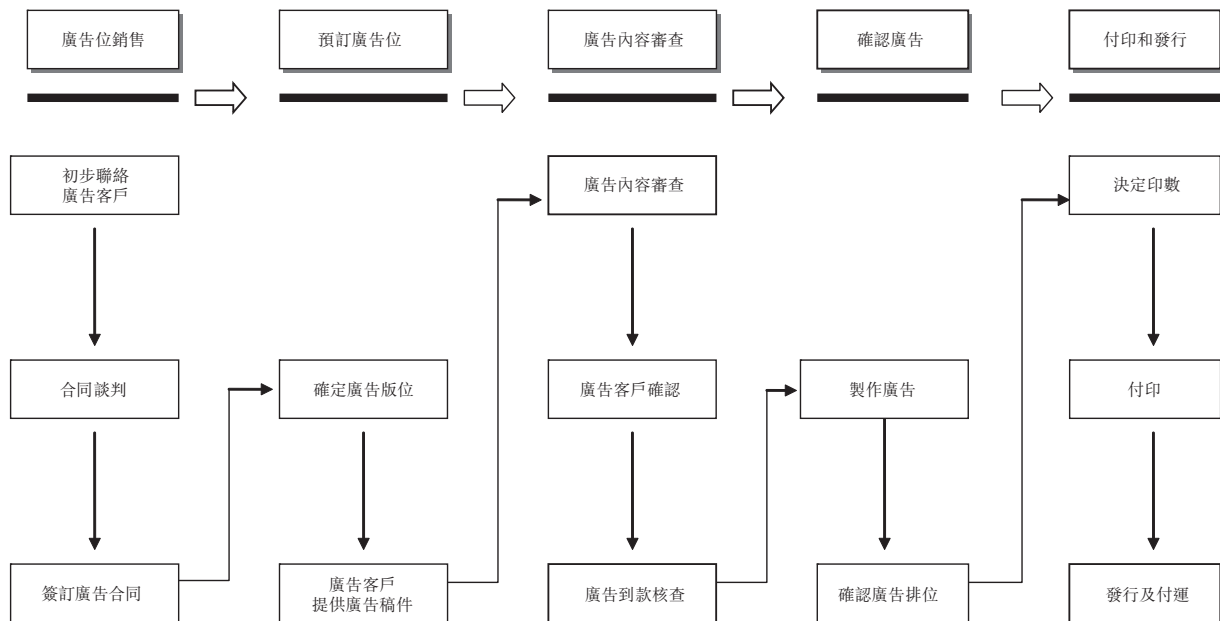 廣告位銷售
預訂廣告位
廣告內容審查
確認廣告
付印和發行
初步聯絡
廣告客戶
合同談判
簽訂廣告合同
確定廣告版位
廣告客戶
提供廣告稿件
廣告內容審查
廣告客戶確認
廣告到款核查
製作廣告
確認廣告排位
決定印數
付印
發行及付運